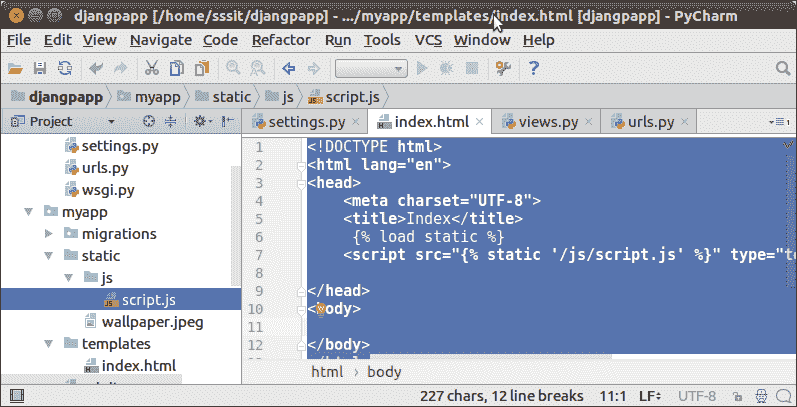 djangpapp [/home/sssit/djangpapp] - .../myapp/templates/index.html [djangpapp] - PyCharm
File Edit View Navigate Code Refactor Run Tools VCS Window Help
djangpapp myapp static js script.js
Project
settings.py index.html views.py urls.py
settings.py
urls.py
wsgi.py
myapp
migrations
static
js
script.js
wallpaper.jpeg
templates
index.html
1 <!DOCTYPE html>
2 <html lang="en">
3 <head>
4 <meta charset="UTF-8">
5 <title>Index</title>
6 {% load static %}
7 <script src="{% static '/js/script.js' %}" type="te
8
9 </head>
10 <body>
11
12 </body>
html › body
227 chars, 12 line breaks 11:1 LF UTF-8